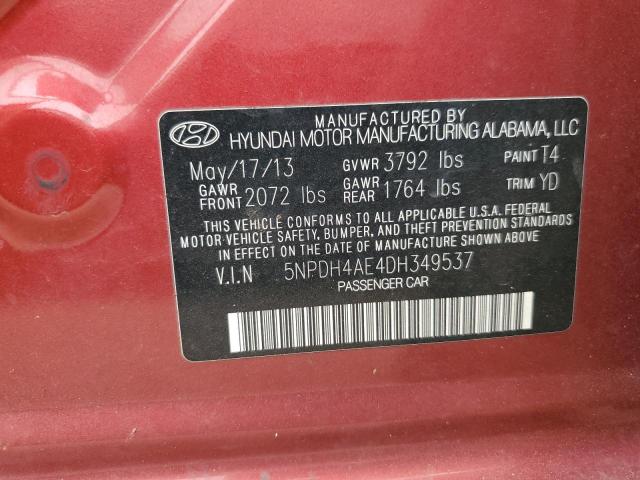 MANUFACTURED BY
HYUNDAI MOTOR MANUFACTURING ALABAMA, LLC
May/17/13 GVWR 3792 lbs PAINT T4
GAWR FRONT 2072 lbs GAWR REAR 1764 lbs TRIM YD
THIS VEHICLE CONFORMS TO ALL APPLICABLE U.S.A. FEDERAL
MOTOR VEHICLE SAFETY, BUMPER, AND THEFT PREVENTION STANDARDS
IN EFFECT ON THE DATE OF MANUFACTURE SHOWN ABOVE.
V.I.N 5NPDH4AE4DH349537
PASSENGER CAR